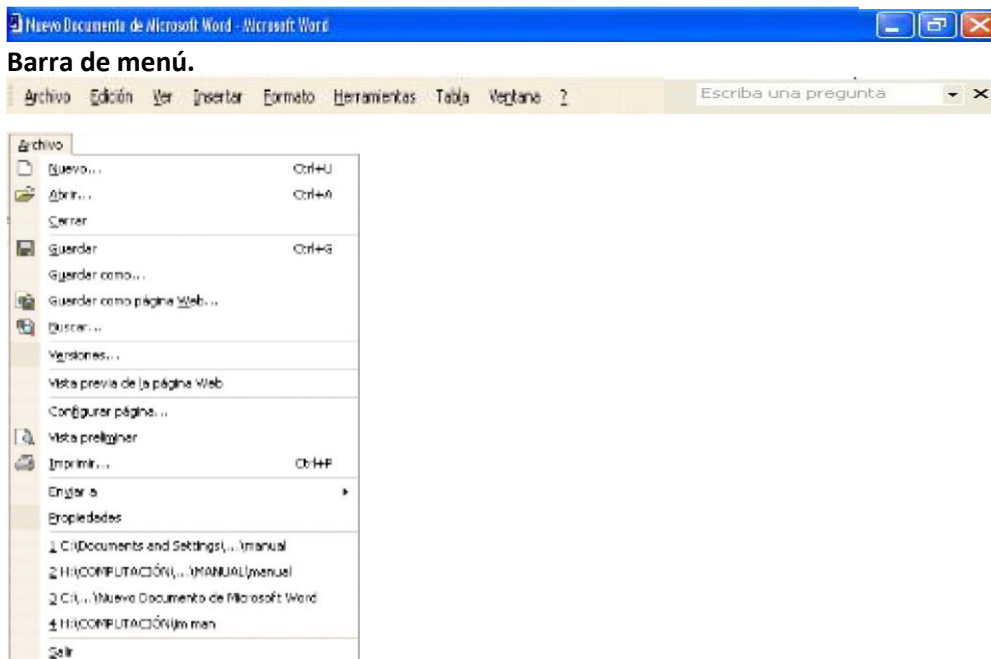 Nuevo Documento de Microsoft Word - Microsoft Word
Barra de menú.
Archivo Edición Ver Insertar Formato Herramientas Tabla Ventana ? Escriba una pregunta
Archivo
Nuevo... Ctrl+U
Abrir... Ctrl+A
Cerrar
Guardar Ctrl+G
Guardar como...
Guardar como página Web...
Buscar...
Versiones...
Vista previa de la página Web
Configurar página...
Vista preliminar
Imprimir... Ctrl+P
Enviar a
Propiedades
1 C:\Documents and Settings\...\manual
2 H:\COMPUTACIÓN\...\MANUAL\manual
3 C:\...\Nuevo Documento de Microsoft Word
4 H:\COMPUTACIÓN\m man
Salir